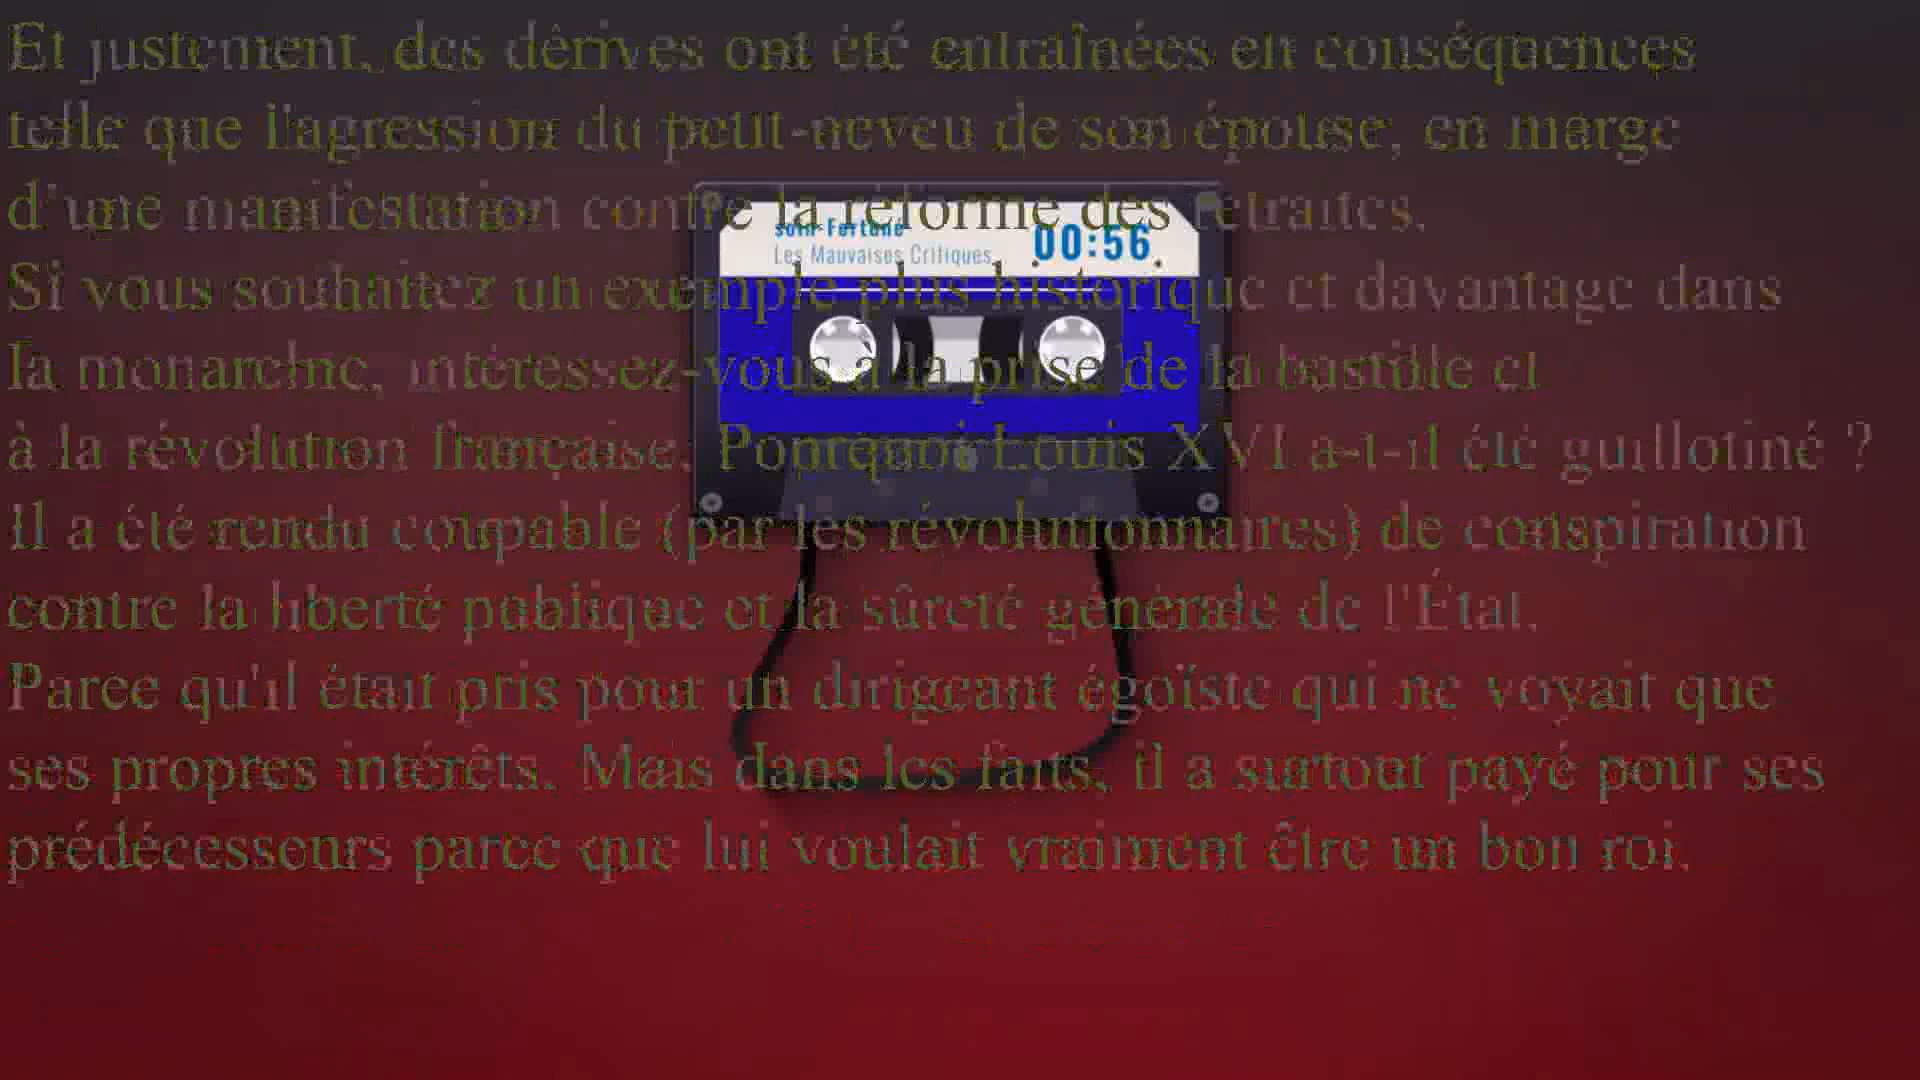 Et justement, des dérives ont été entraînées en conséquences
telle que l'agression du petit-neveu de son épouse, en marge
d'une manifestation contre la réforme des retraites.
Les Mauvaises Critiques
00:56
Si vous souhaitez un exemple plus historique et davantage dans
la monarchie, intéressez-vous à la prise de la bastille et
à la révolution française. Pourquoi Louis XVI a-t-il été guillotiné ?
Il a été rendu coupable (par les révolutionnaires) de conspiration
contre la liberté publique et la sûreté générale de l'État.
Parce qu'il était pris pour un dirigeant égoïste qui ne voyait que
ses propres intérêts. Mais dans les faits, il a surtout payé pour ses
prédécesseurs parce que lui voulait vraiment être un bon roi.